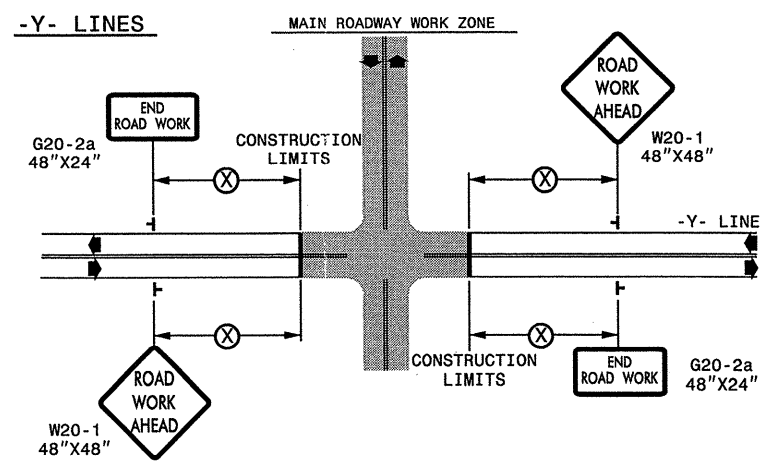 -Y- LINES
MAIN ROADWAY WORK ZONE
END
ROAD WORK
G20-2a
48"X24"
CONSTRUCTION
LIMITS
ROAD
WORK
AHEAD
W20-1
48"X48"
X
X
-Y- LINE
X
X
ROAD
WORK
AHEAD
W20-1
48"X48"
CONSTRUCTION
LIMITS
END
ROAD WORK
G20-2a
48"X24"